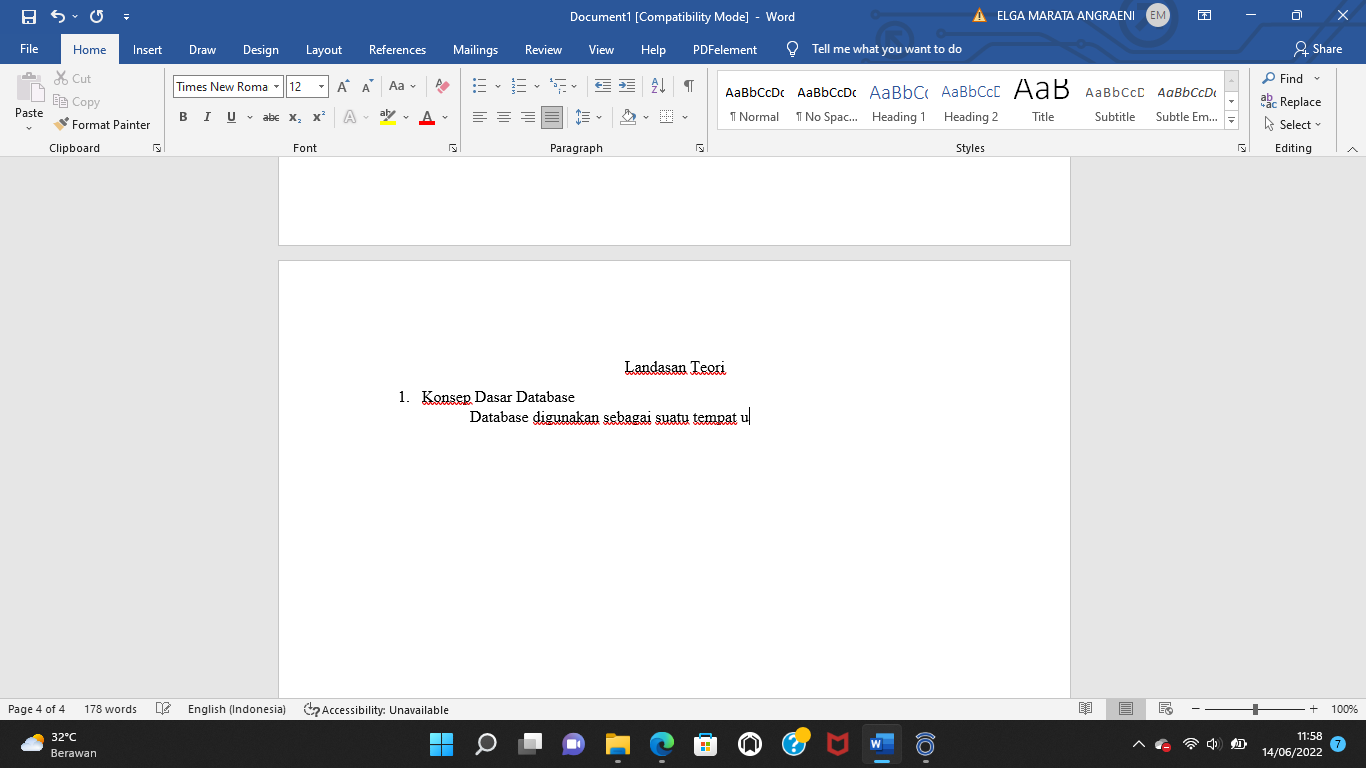 Document1 [Compatibility Mode] - Word
ELGA MARATA ANGRAENI
EM
File Home Insert Draw Design Layout References Mailings Review View Help PDFelement Tell me what you want to do Share
Paste
Cut
Copy
Format Painter
Clipboard
Times New Roma 12
Font
Paragraph
AaBbCcDc AaBbCcDc AaBbCc AaBbCcD AaB AaBbCcD AaBbCcDc
¶ Normal ¶ No Spac... Heading 1 Heading 2 Title Subtitle Subtle Em...
Styles
Find
Replace
Select
Editing
Landasan Teori
1. Konsep Dasar Database
Database digunakan sebagai suatu tempat u
Page 4 of 4 178 words English (Indonesia) Accessibility: Unavailable 100%
32°C
Berawan
11:58
14/06/2022
7